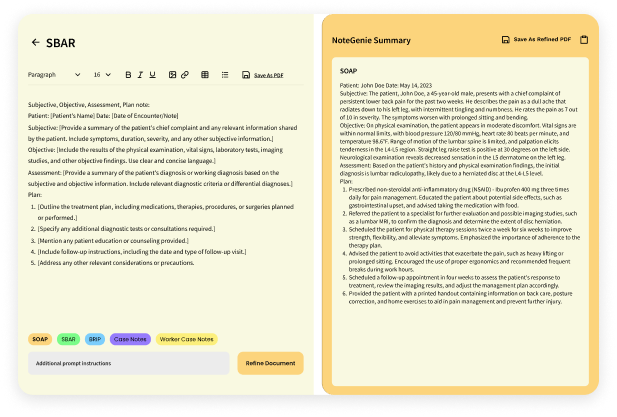 SBAR
Paragraph 16 B I U Save As PDF
Subjective, Objective, Assessment, Plan note:
Patient: [Patient's Name] Date: [Date of Encounter/Note]
Subjective: [Provide a summary of the patient's chief complaint and any relevant information shared
by the patient. Include symptoms, duration, severity, and any other subjective information.]
Objective: [Include the results of the physical examination, vital signs, laboratory tests, imaging
studies, and other objective findings. Use clear and concise language.]
Assessment: [Provide a summary of the patient's diagnosis or working diagnosis based on the
subjective and objective information. Include relevant diagnostic criteria or differential diagnoses.]
Plan:
1. [Outline the treatment plan, including medications, therapies, procedures, or surgeries planned
or performed.]
2. [Specify any additional diagnostic tests or consultations required.]
3. [Mention any patient education or counseling provided.]
4. [Include follow-up instructions, including the date and type of follow-up visit.]
5. [Address any other relevant considerations or precautions.
SOAP SBAR BRIP Case Notes Worker Case Notes
Additional prompt instructions
Refine Document
NoteGenie Summary
Save As Refined PDF
SOAP
Patient: John Doe Date: May 14, 2023
Subjective: The patient, John Doe, a 45-year-old male, presents with a chief complaint of
persistent lower back pain for the past two weeks. He describes the pain as a dull ache that
radiates down to his left leg, with intermittent tingling and numbness. He rates the pain as 7 out
of 10 in severity. The symptoms worsen with prolonged sitting and bending.
Objective: On physical examination, the patient appears in moderate discomfort. Vital signs are
within normal limits, with blood pressure 120/80 mmHg, heart rate 80 beats per minute, and
temperature 98.6°F. Range of motion of the lumbar spine is limited, and palpation elicits
tenderness in the L4-L5 region. Straight leg raise test is positive at 30 degrees on the left side.
Neurological examination reveals decreased sensation in the L5 dermatome on the left leg.
Assessment: Based on the patient's history and physical examination findings, the initial
diagnosis is lumbar radiculopathy, likely due to a herniated disc at the L4-L5 level.
Plan:
1. Prescribed non-steroidal anti-inflammatory drug (NSAID) - Ibuprofen 400 mg three times
daily for pain management. Educated the patient about potential side effects, such as
gastrointestinal upset, and advised taking the medication with food.
2. Referred the patient to a specialist for further evaluation and possible imaging studies, such
as a lumbar MRI, to confirm the diagnosis and determine the extent of disc herniation.
3. Scheduled the patient for physical therapy sessions twice a week for six weeks to improve
strength, flexibility, and alleviate symptoms. Emphasized the importance of adherence to the
therapy plan.
4. Advised the patient to avoid activities that exacerbate the pain, such as heavy lifting or
prolonged sitting. Encouraged the use of proper ergonomics and recommended frequent
breaks during work hours.
5. Scheduled a follow-up appointment in four weeks to assess the patient's response to
treatment, review the imaging results, and adjust the management plan accordingly.
6. Provided the patient with a printed handout containing information on back care, posture
correction, and home exercises to aid in pain management and prevent further injury.